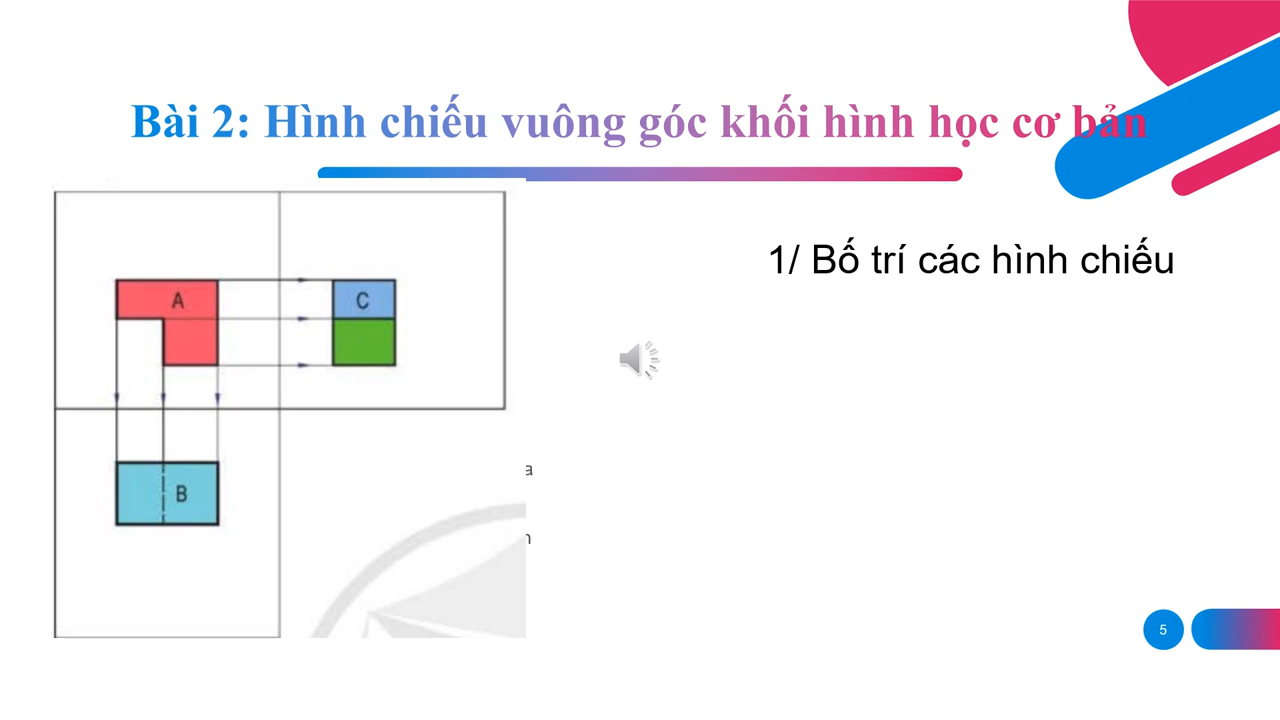 Bài 2: Hình chiếu vuông góc khối hình học cơ bản
1/ Bố trí các hình chiếu
A
C
B
a
5